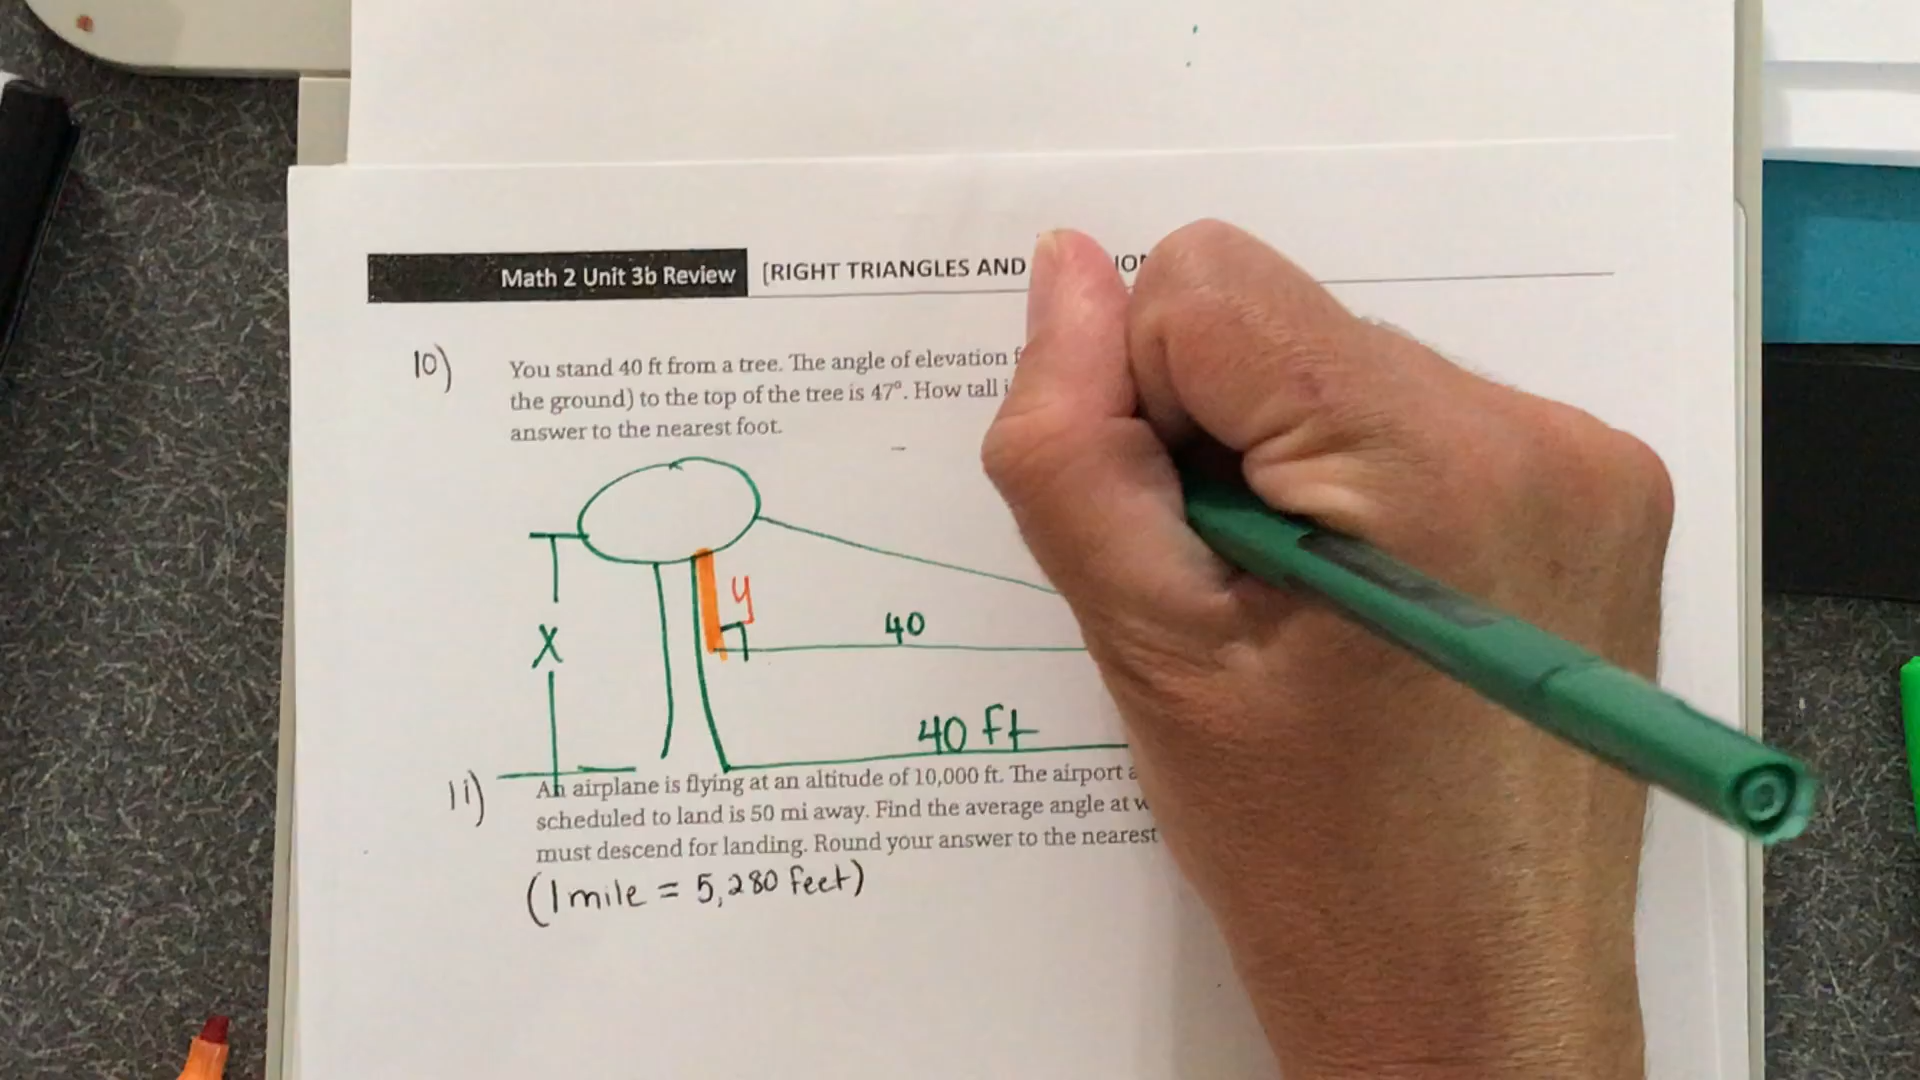 Math 2 Unit 3b Review [RIGHT TRIANGLES AND
10) You stand 40 ft from a tree. The angle of elevation
the ground) to the top of the tree is 47°. How tall
answer to the nearest foot.
y
40
X
40 ft
11) An airplane is flying at an altitude of 10,000 ft. The airport
scheduled to land is 50 mi away. Find the average angle at
must descend for landing. Round your answer to the nearest
(1 mile = 5,280 feet)